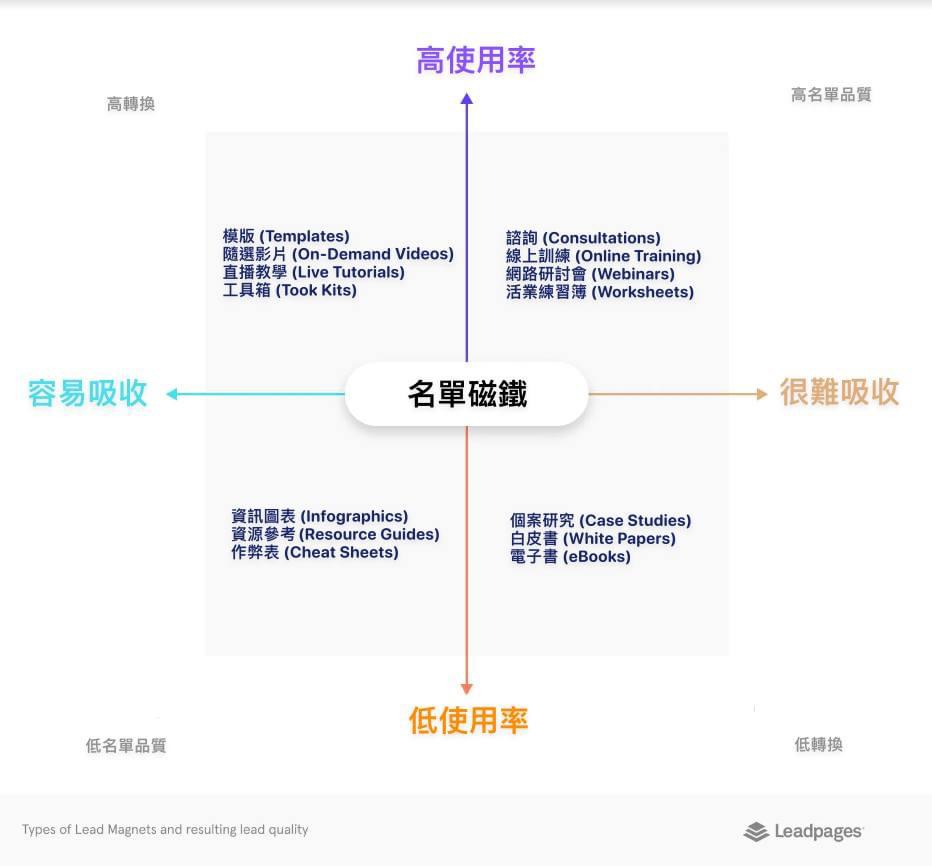 高使用率
高轉換
高名單品質
模版 (Templates)
隨選影片 (On-Demand Videos)
直播教學 (Live Tutorials)
工具箱 (Took Kits)
諮詢 (Consultations)
線上訓練 (Online Training)
網路研討會 (Webinars)
活業練習薄 (Worksheets)
容易吸收
名單磁鐵
很難吸收
資訊圖表 (Infographics)
資源參考 (Resource Guides)
作弊表 (Cheat Sheets)
個案研究 (Case Studies)
白皮書 (White Papers)
電子書 (eBooks)
低使用率
低名單品質
低轉換
Types of Lead Magnets and resulting lead quality
Leadpages